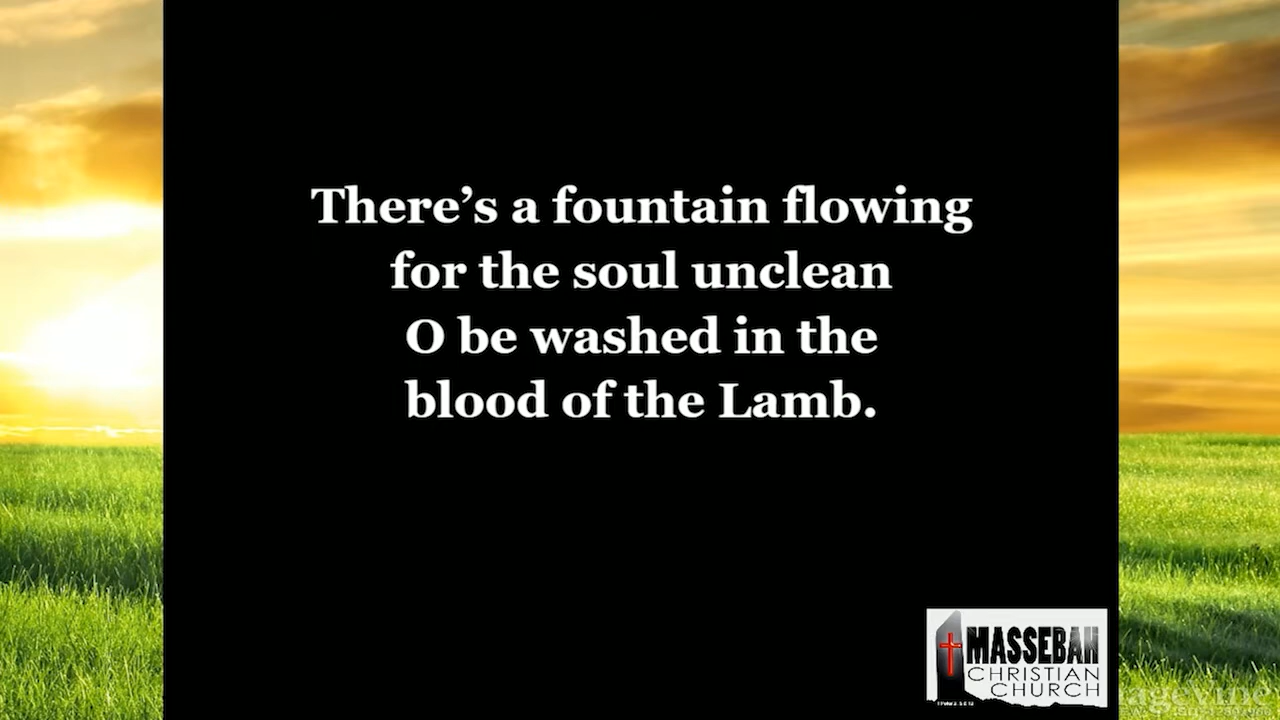 There’s a fountain flowing
for the soul unclean
O be washed in the
blood of the Lamb.
MASSEBAH
CHRISTIAN
CHURCH